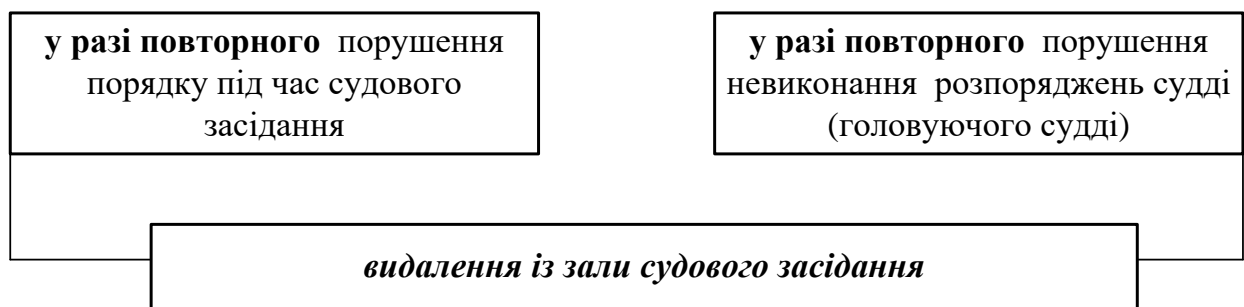 у разі повторного порушення
порядку під час судового
засідання
у разі повторного порушення
невиконання розпоряджень судді
(головуючого судді)
видалення із зали судового засідання